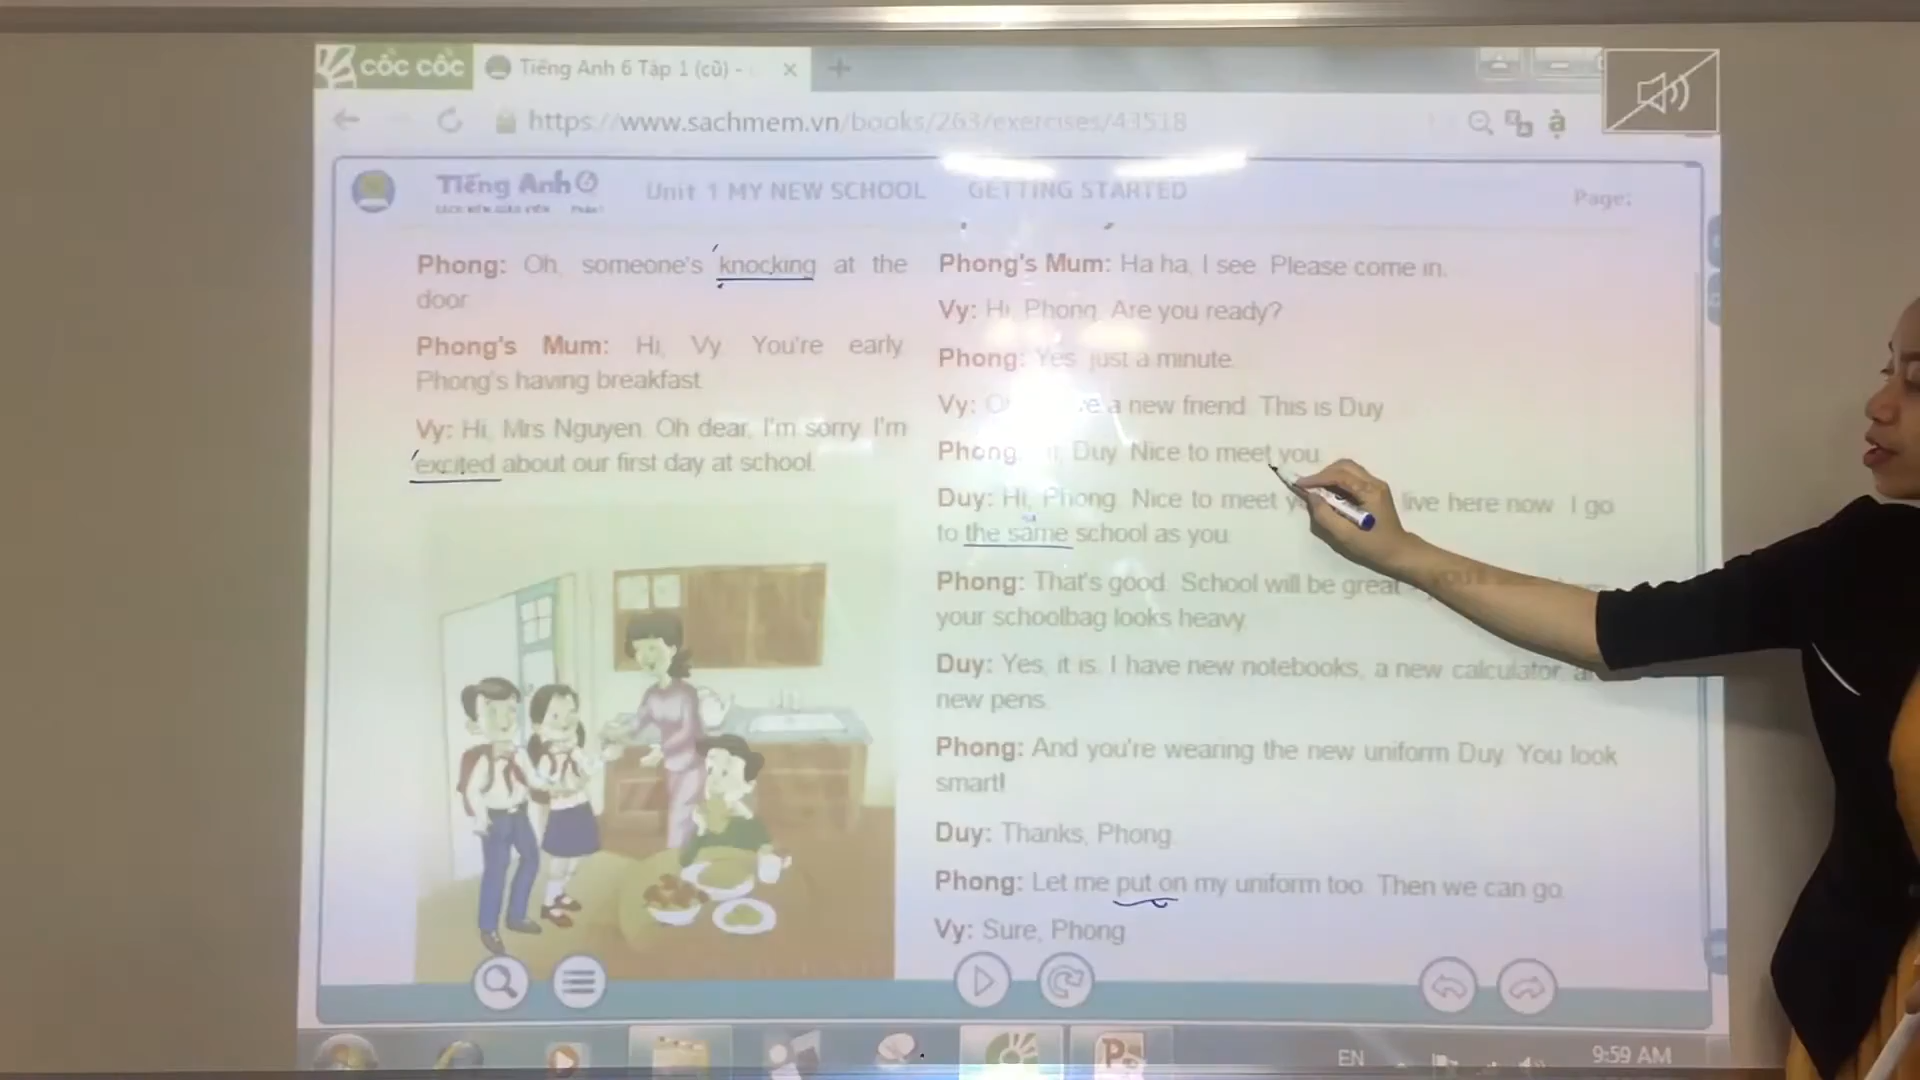 cốc cốc
Tiếng Anh 6 Tập 1 (cũ) -
https://www.sachmem.vn/books/263/exercises/43518
Tiếng Anh 6 Unit 1 MY NEW SCHOOL GETTING STARTED Page:
Phong: Oh, someone's knocking at the
door.
Phong's Mum: Hi, Vy. You're early.
Phong's having breakfast.
Vy: Hi, Mrs Nguyen. Oh dear, I'm sorry. I'm
excited about our first day at school.
Phong's Mum: Ha ha, I see. Please come in.
Vy: Hi, Phong. Are you ready?
Phong: Yes, just a minute.
Vy: a new friend. This is Duy.
Phong: Duy. Nice to meet you.
Duy: Hi, Phong. Nice to meet live here now. I go
to the same school as you.
Phong: That's good. School will be great
your schoolbag looks heavy.
Duy: Yes, it is. I have new notebooks, a new calculator,
new pens.
Phong: And you're wearing the new uniform Duy. You look
smart!
Duy: Thanks, Phong.
Phong: Let me put on my uniform too. Then we can go.
Vy: Sure, Phong
EN 9:59 AM